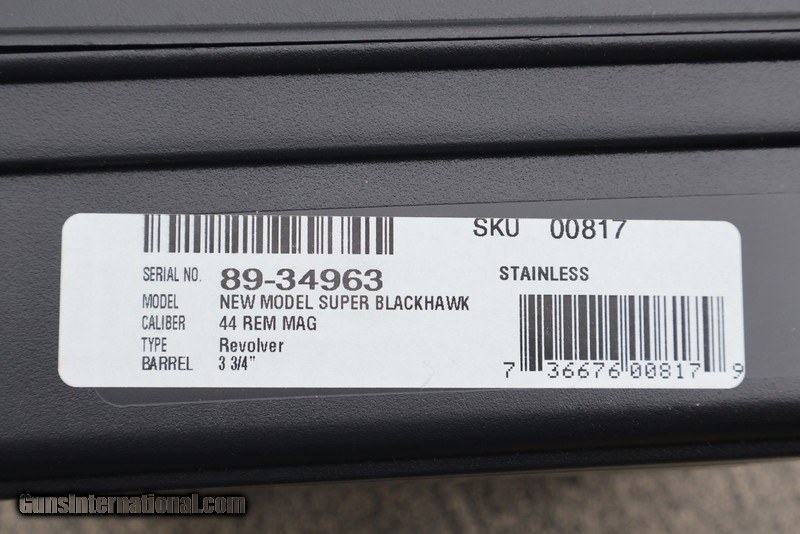 SKU 00817
SERIAL NO. 89-34963
STAINLESS
MODEL NEW MODEL SUPER BLACKHAWK
CALIBER 44 REM MAG
TYPE Revolver
BARREL 3 3/4"
7 36676 00817 9
GunsInternational.com